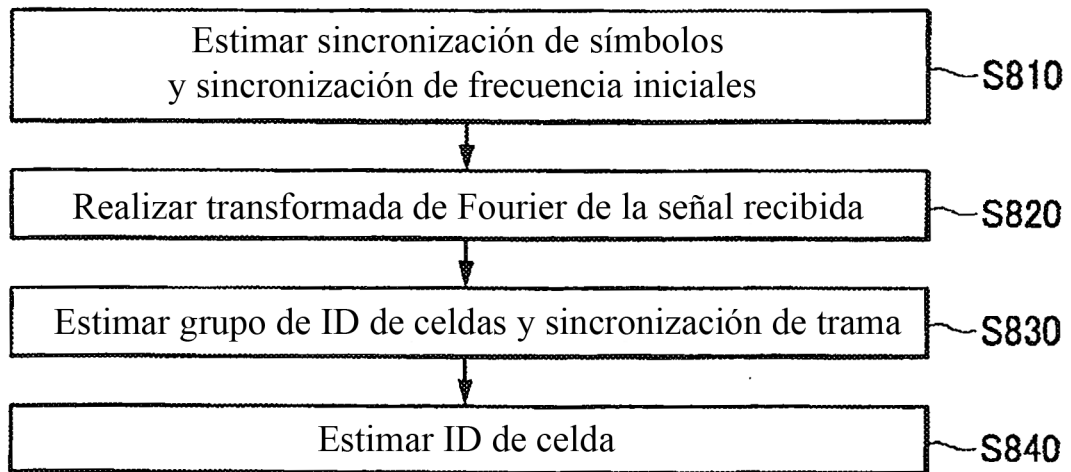 Estimar sincronización de símbolos
y sincronización de frecuencia iniciales
S810
Realizar transformada de Fourier de la señal recibida
S820
Estimar grupo de ID de celdas y sincronización de trama
S830
Estimar ID de celda
S840